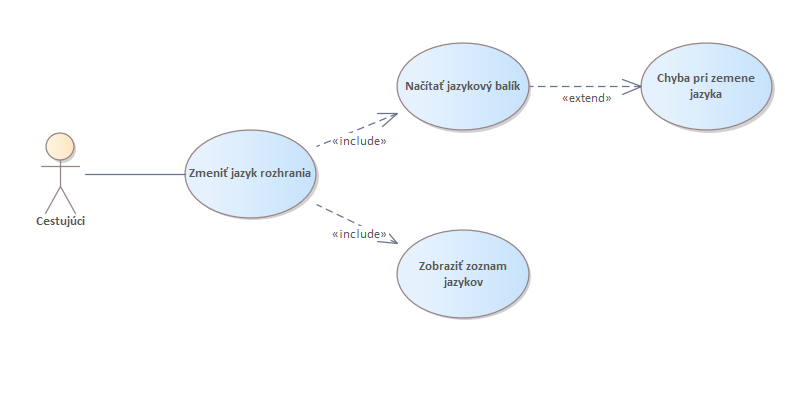 Cestujúci
Zmeniť jazyk rozhrania
«include»
«include»
Načítať jazykový balík
«extend»
Chyba pri zemene
jazyka
Zobraziť zoznam
jazykov